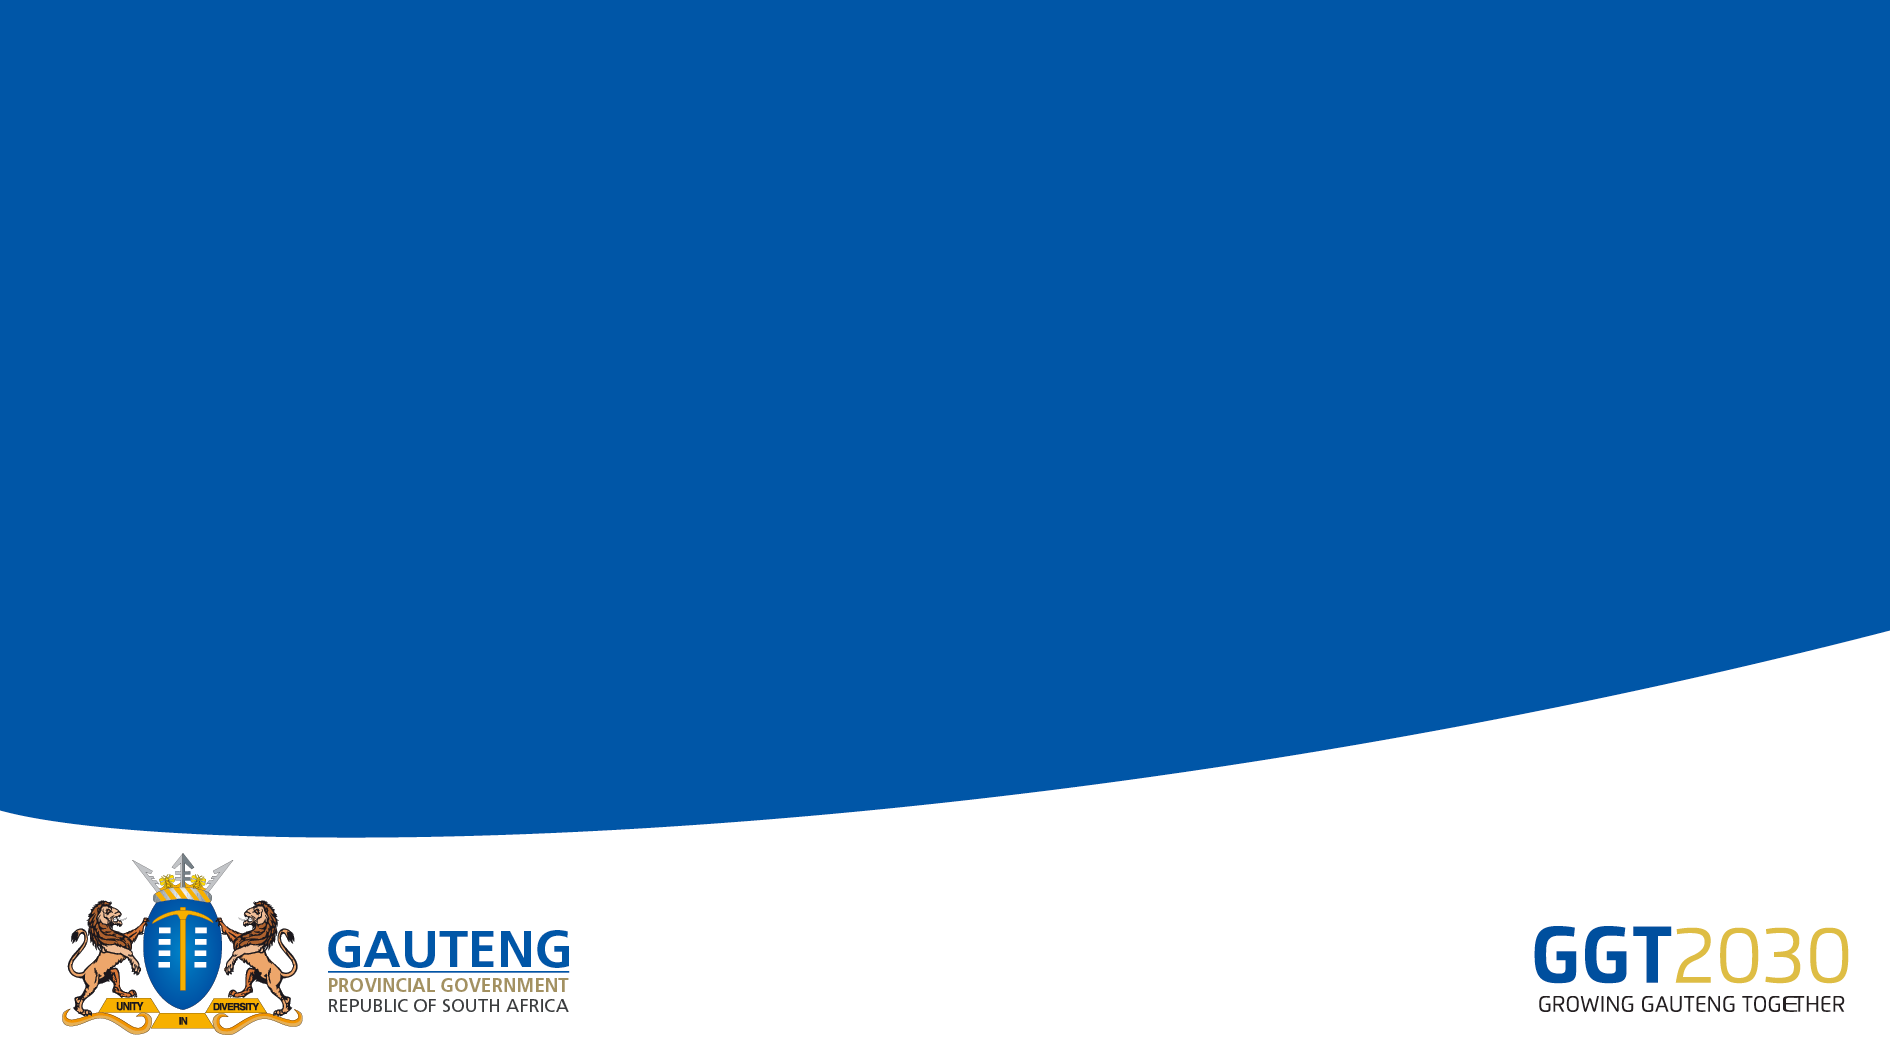 UNITY
IN
DIVERSITY
GAUTENG
PROVINCIAL GOVERNMENT
REPUBLIC OF SOUTH AFRICA
GGT2030
GROWING GAUTENG TOGETHER